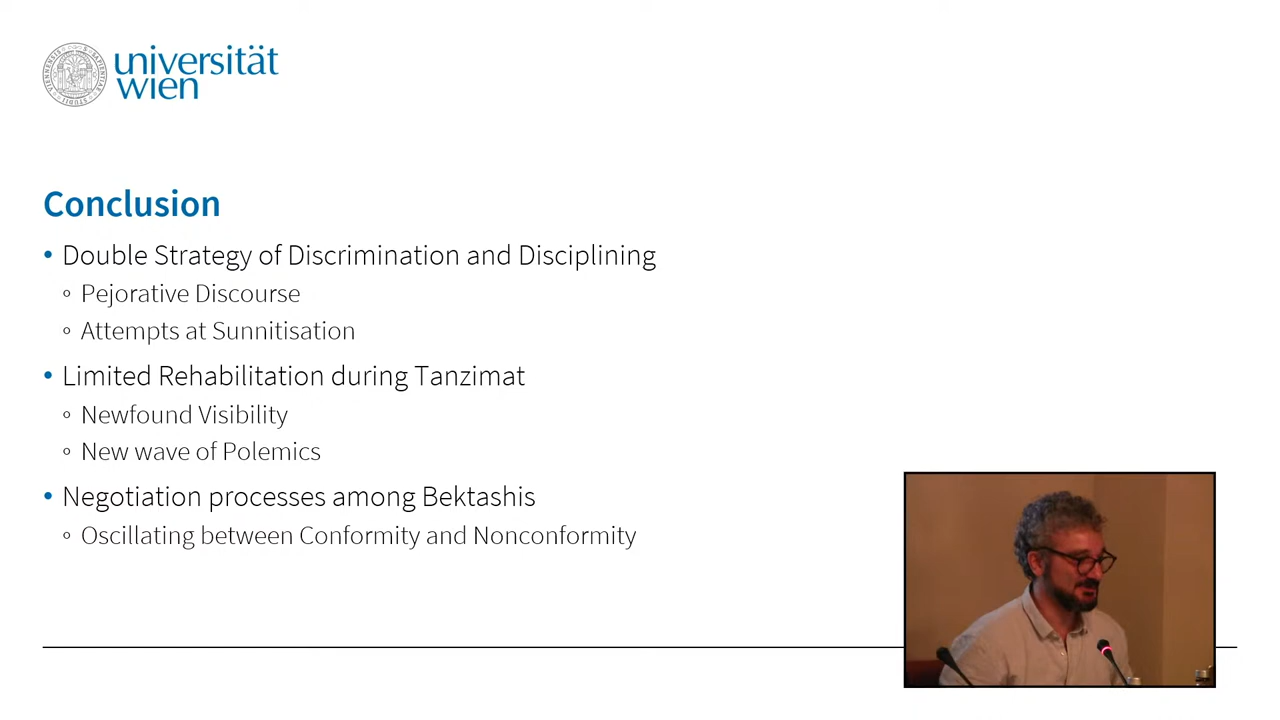 universität
wien
Conclusion
• Double Strategy of Discrimination and Disciplining
◦ Pejorative Discourse
◦ Attempts at Sunnitisation
• Limited Rehabilitation during Tanzimat
◦ Newfound Visibility
◦ New wave of Polemics
• Negotiation processes among Bektashis
◦ Oscillating between Conformity and Nonconformity